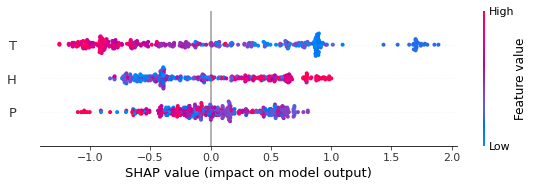 High
T
H
P
Feature value
Low
−1.0 −0.5 0.0 0.5 1.0 1.5 2.0
SHAP value (impact on model output)